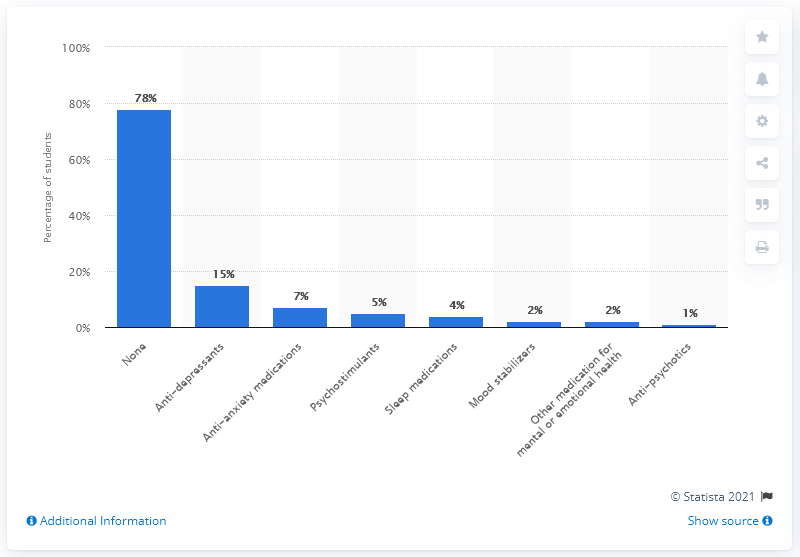 100%
80%
60%
40%
20%
0%
Percentage of students
78%
15%
7%
5%
4%
2%
2%
1%
None
Anti-depressants
Anti-anxiety medications
Psychostimulants
Sleep medications
Mood stabilizers
Other medication for
mental or emotional health
Anti-psychotics
© Statista 2021
Additional Information
Show source